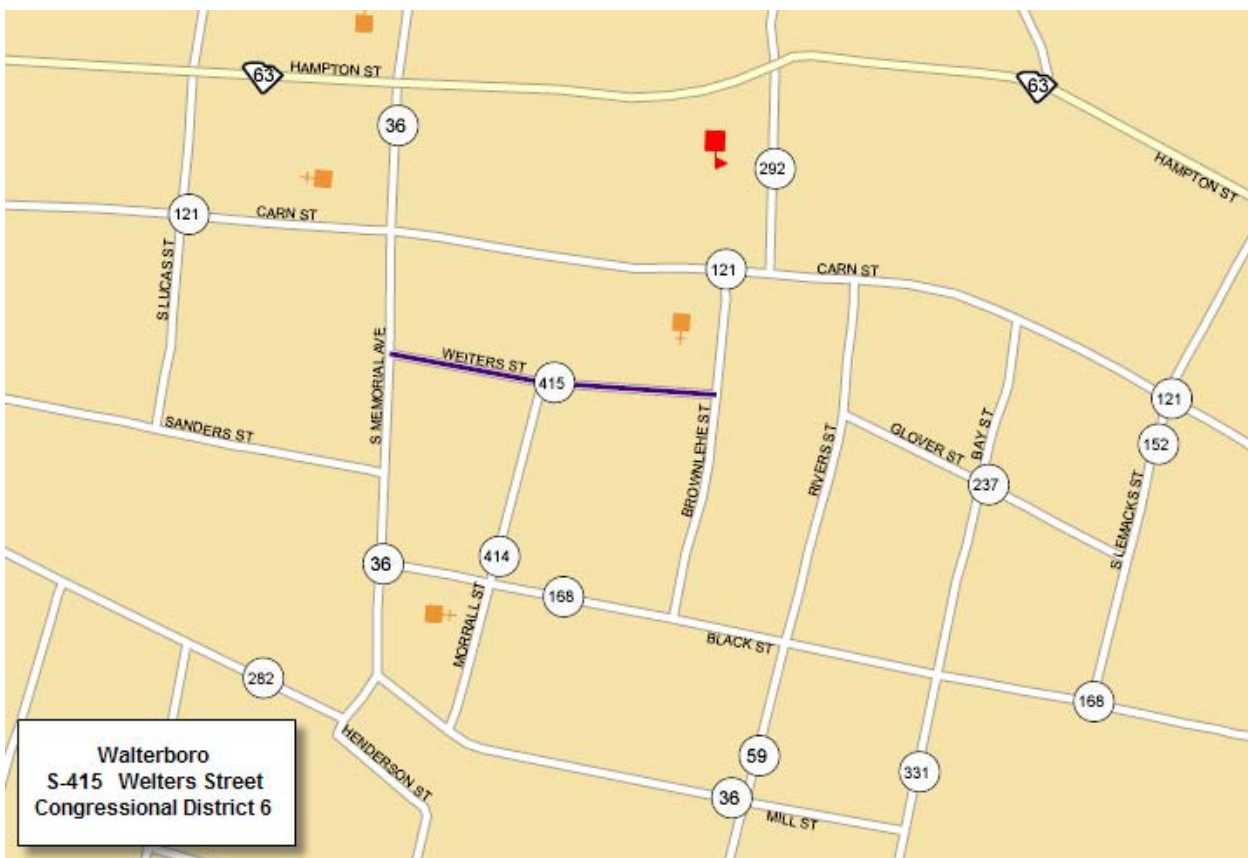 63
HAMPTON ST
63
36
292
HAMPTON ST
121
CARN ST
S LUCAS ST
121
CARN ST
S MEMORIAL AVE
WEITERS ST
415
121
SANDERS ST
BROWNLEHE ST
RIVERS ST
GLOVER ST
BAY ST
152
237
S LEMACKS ST
36
414
168
MORRALL ST
BLACK ST
282
168
HENDERSON ST
59
331
36
MILL ST
Walterboro
S-415 Welters Street
Congressional District 6